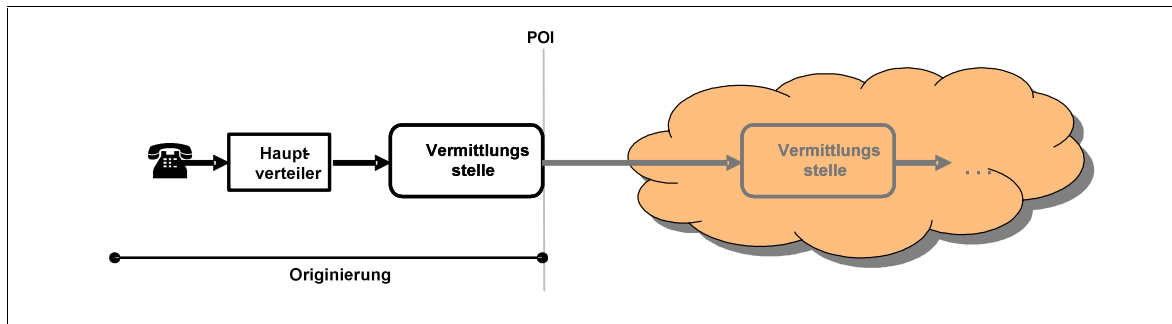 POI
Haupt-
verteiler
Vermittlungs
stelle
Vermittlungs
stelle
...
Originierung